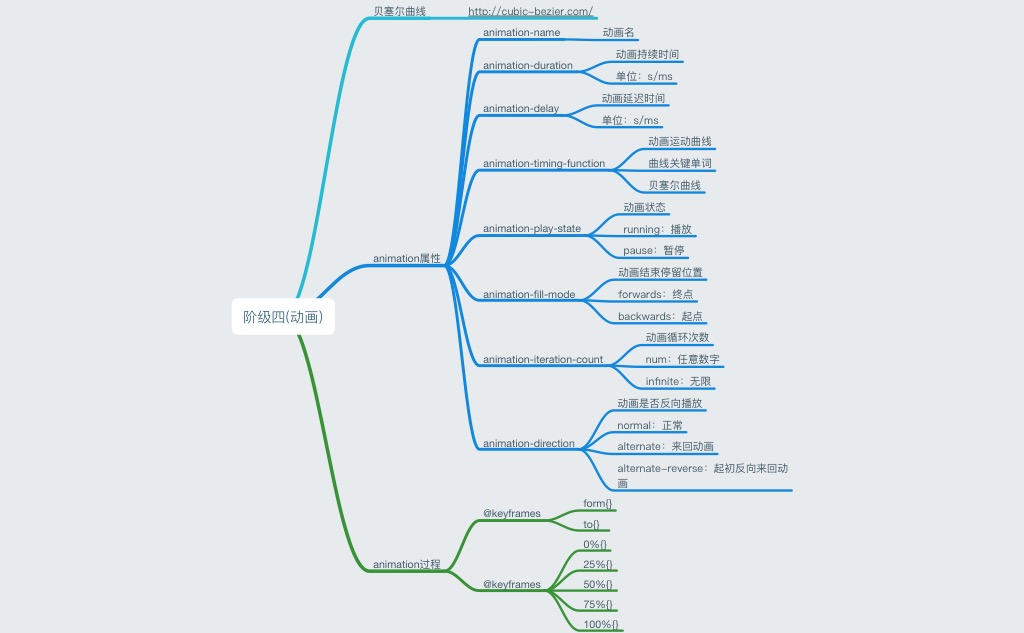 贝塞尔曲线
http://cubic-bezier.com/
animation-name
动画名
animation-duration
动画持续时间
单位：s/ms
animation-delay
动画延迟时间
单位：s/ms
animation-timing-function
动画运动曲线
曲线关键单词
贝塞尔曲线
animation-play-state
动画状态
running：播放
pause：暂停
animation属性
animation-fill-mode
动画结束停留位置
forwards：终点
backwards：起点
阶级四(动画)
animation-iteration-count
动画循环次数
num：任意数字
infinite：无限
animation-direction
动画是否反向播放
normal：正常
alternate：来回动画
alternate-reverse：起初反向来回动
画
animation过程
@keyframes
form{}
to{}
@keyframes
0%{}
25%{}
50%{}
75%{}
100%{}